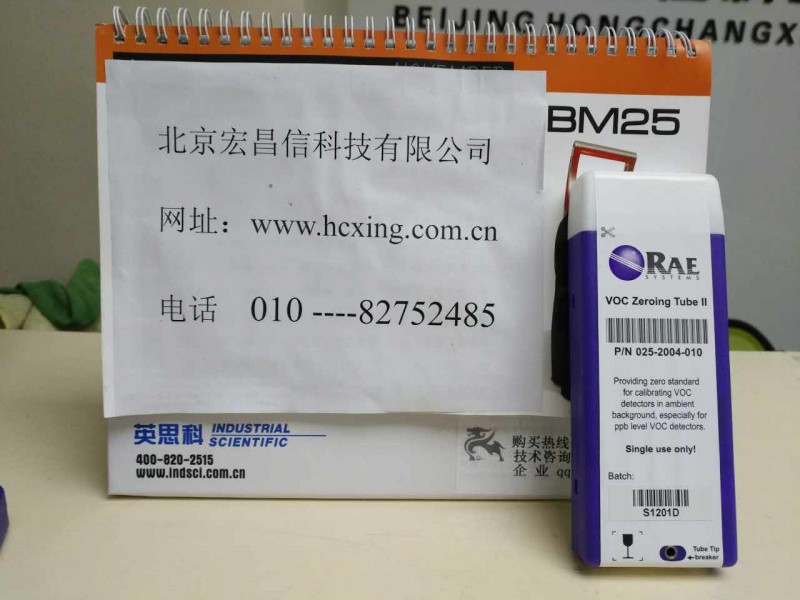 BEIJING HONGCHANGX
BM25
北京宏昌信科技有限公司
网址：www.hcxing.com.cn
电话 010 ----82752485
英思科 INDUSTRIAL
SCIENTIFIC
400-820-2515
www.indsci.com.cn
购买热线
技术咨询
企 业 qq
RAE
SYSTEMS
VOC Zeroing Tube II
P/N 025-2004-010
Providing zero standard
for calibrating VOC
detectors in ambient
background, especially for
ppb level VOC detectors.
Single use only!
Batch:
S1201D
Tube Tip
breaker